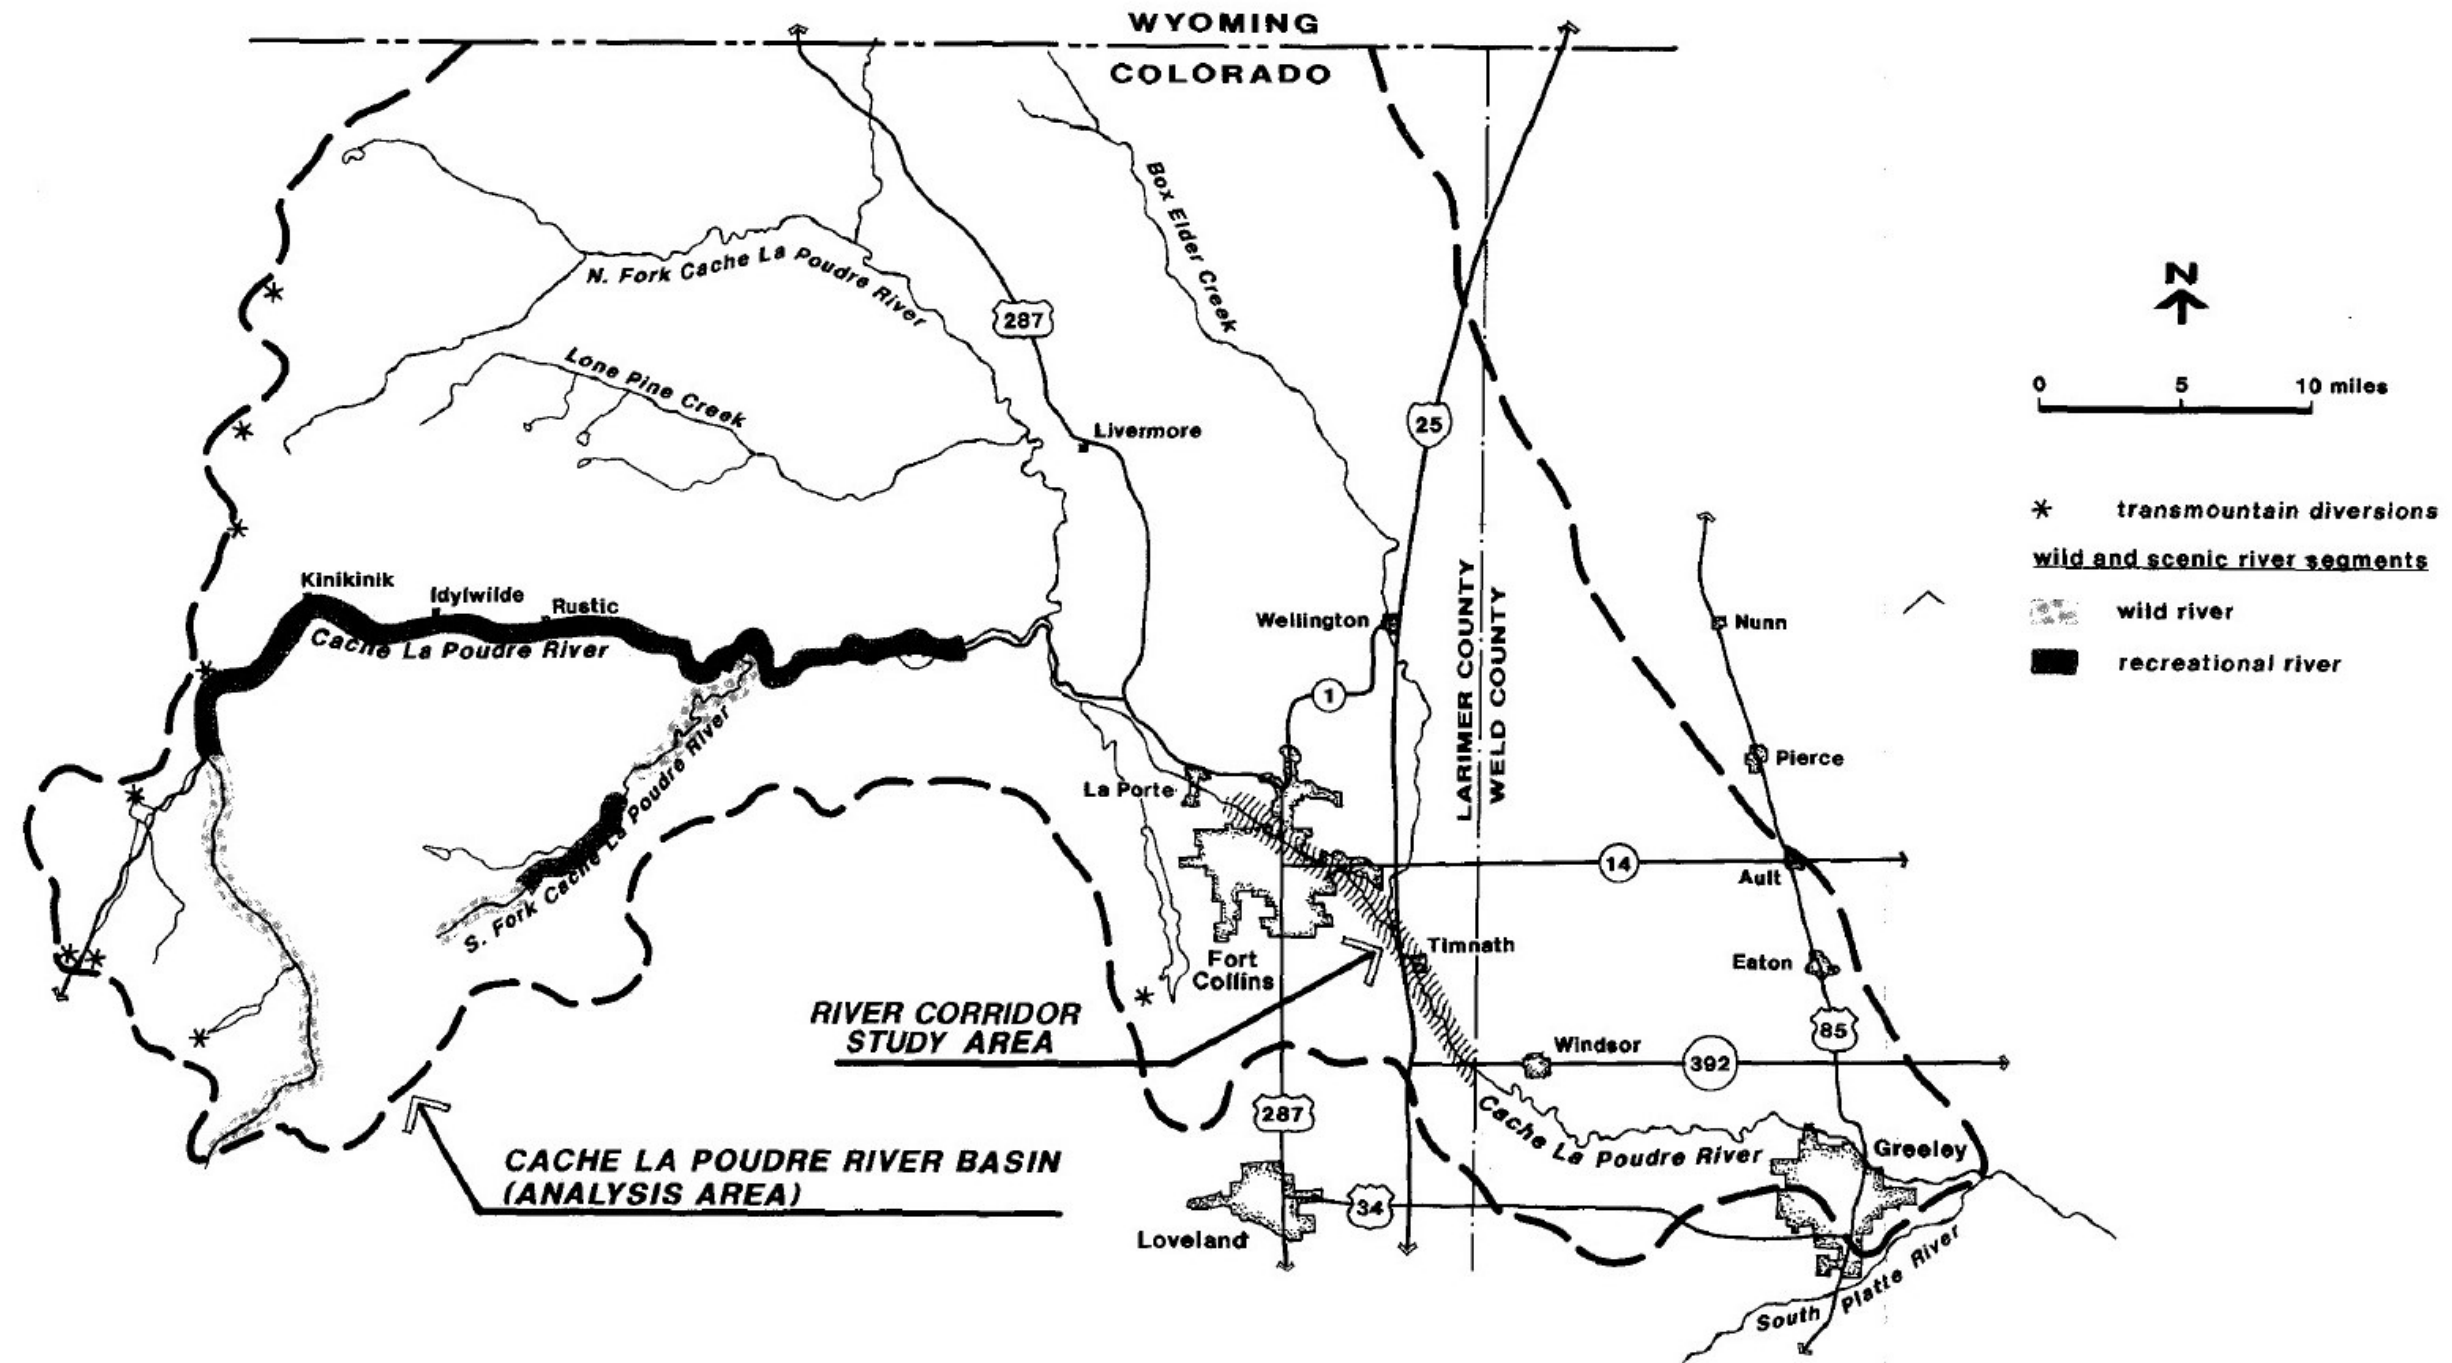 WYOMING
COLORADO
Box Elder Creek
N. Fork Cache La Poudre River
287
N
Lone Pine Creek
0 5 10 miles
25
Livermore
* transmountain diversions
wild and scenic river segments
Kinikinik
Idylwilde
Rustic
wild river
Wellington
Nunn
Cache La Poudre River
recreational river
LARIMER COUNTY
WELD COUNTY
1
S. Fork Cache La Poudre River
Pierce
La Porte
14
Ault
Timnath
Fort
Collins
Eaton
RIVER CORRIDOR
STUDY AREA
85
Windsor
392
287
Cache La Poudre River
Greeley
CACHE LA POUDRE RIVER BASIN
(ANALYSIS AREA)
34
Loveland
South Platte River